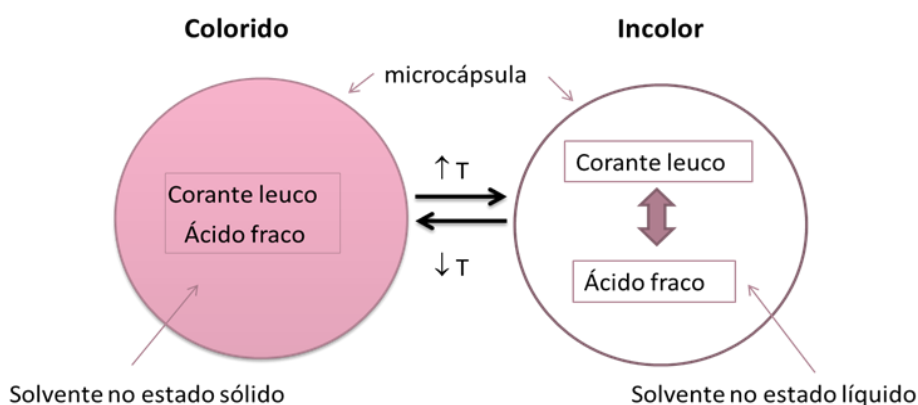 Colorido
Incolor
microcápsula
Corante leuco
Ácido fraco
↑ T
↓ T
Corante leuco
Ácido fraco
Solvente no estado sólido
Solvente no estado líquido